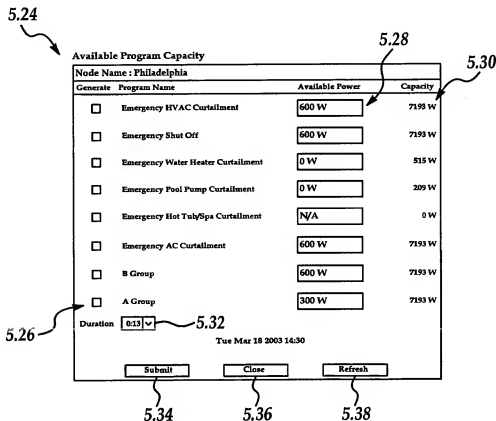 5.24
Available Program Capacity
5.28
5.30
Node Name : Philadelphia
Generate Program Name Available Power Capacity
Emergency HVAC Curtailment 600 W 7193 W
Emergency Shut Off 600 W 7193 W
Emergency Water Heater Curtailment 0 W 515 W
Emergency Pool Pump Curtailment 0 W 209 W
Emergency Hot Tub/Spa Curtailment N/A 0 W
Emergency AC Curtailment 600 W 7193 W
B Group 600 W 7193 W
A Group 300 W 7193 W
5.26
Duration 0:13 5.32
Tue Mar 18 2003 14:30
Submit Close Refresh
5.34 5.36 5.38